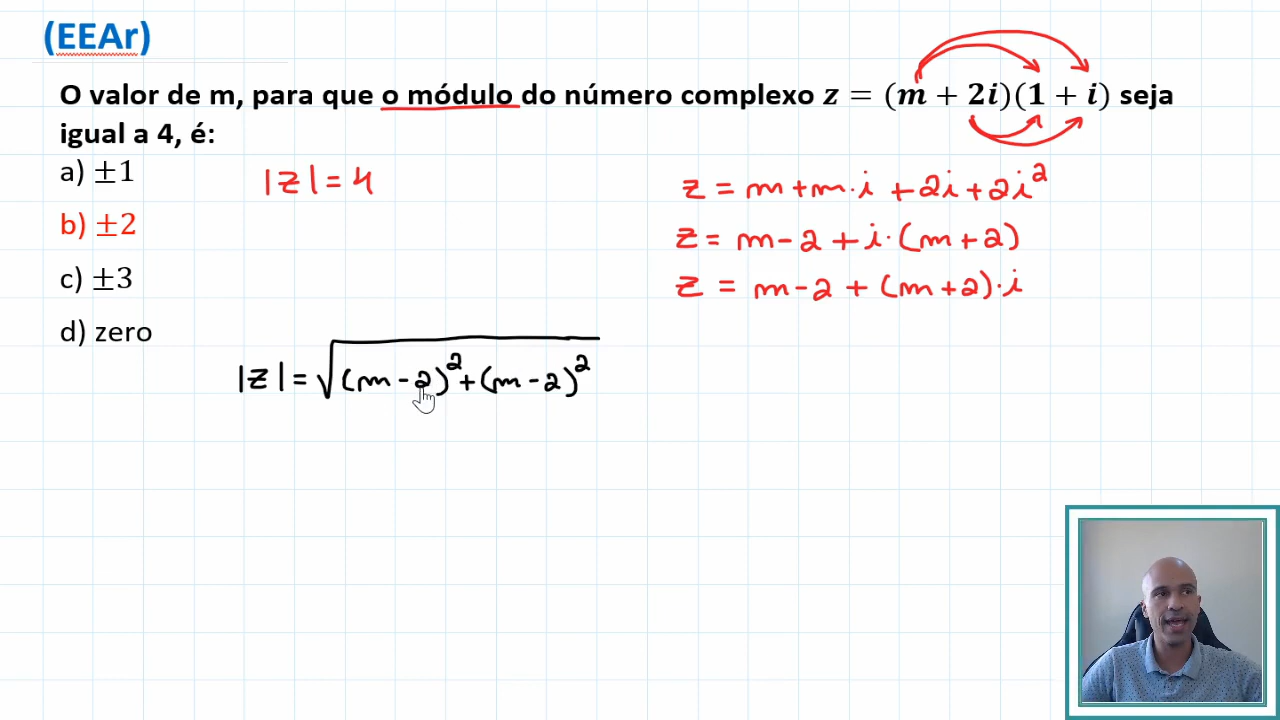 (EEAr)
O valor de m, para que o módulo do número complexo z = (m + 2i)(1 + i) seja
igual a 4, é:
a) ±1
b) ±2
c) ±3
d) zero
|z| = 4
z = m + m·i + 2i + 2i²
z = m - 2 + i·(m + 2)
z = m - 2 + (m + 2)·i
|z| = √(m - 2)² + (m - 2)²